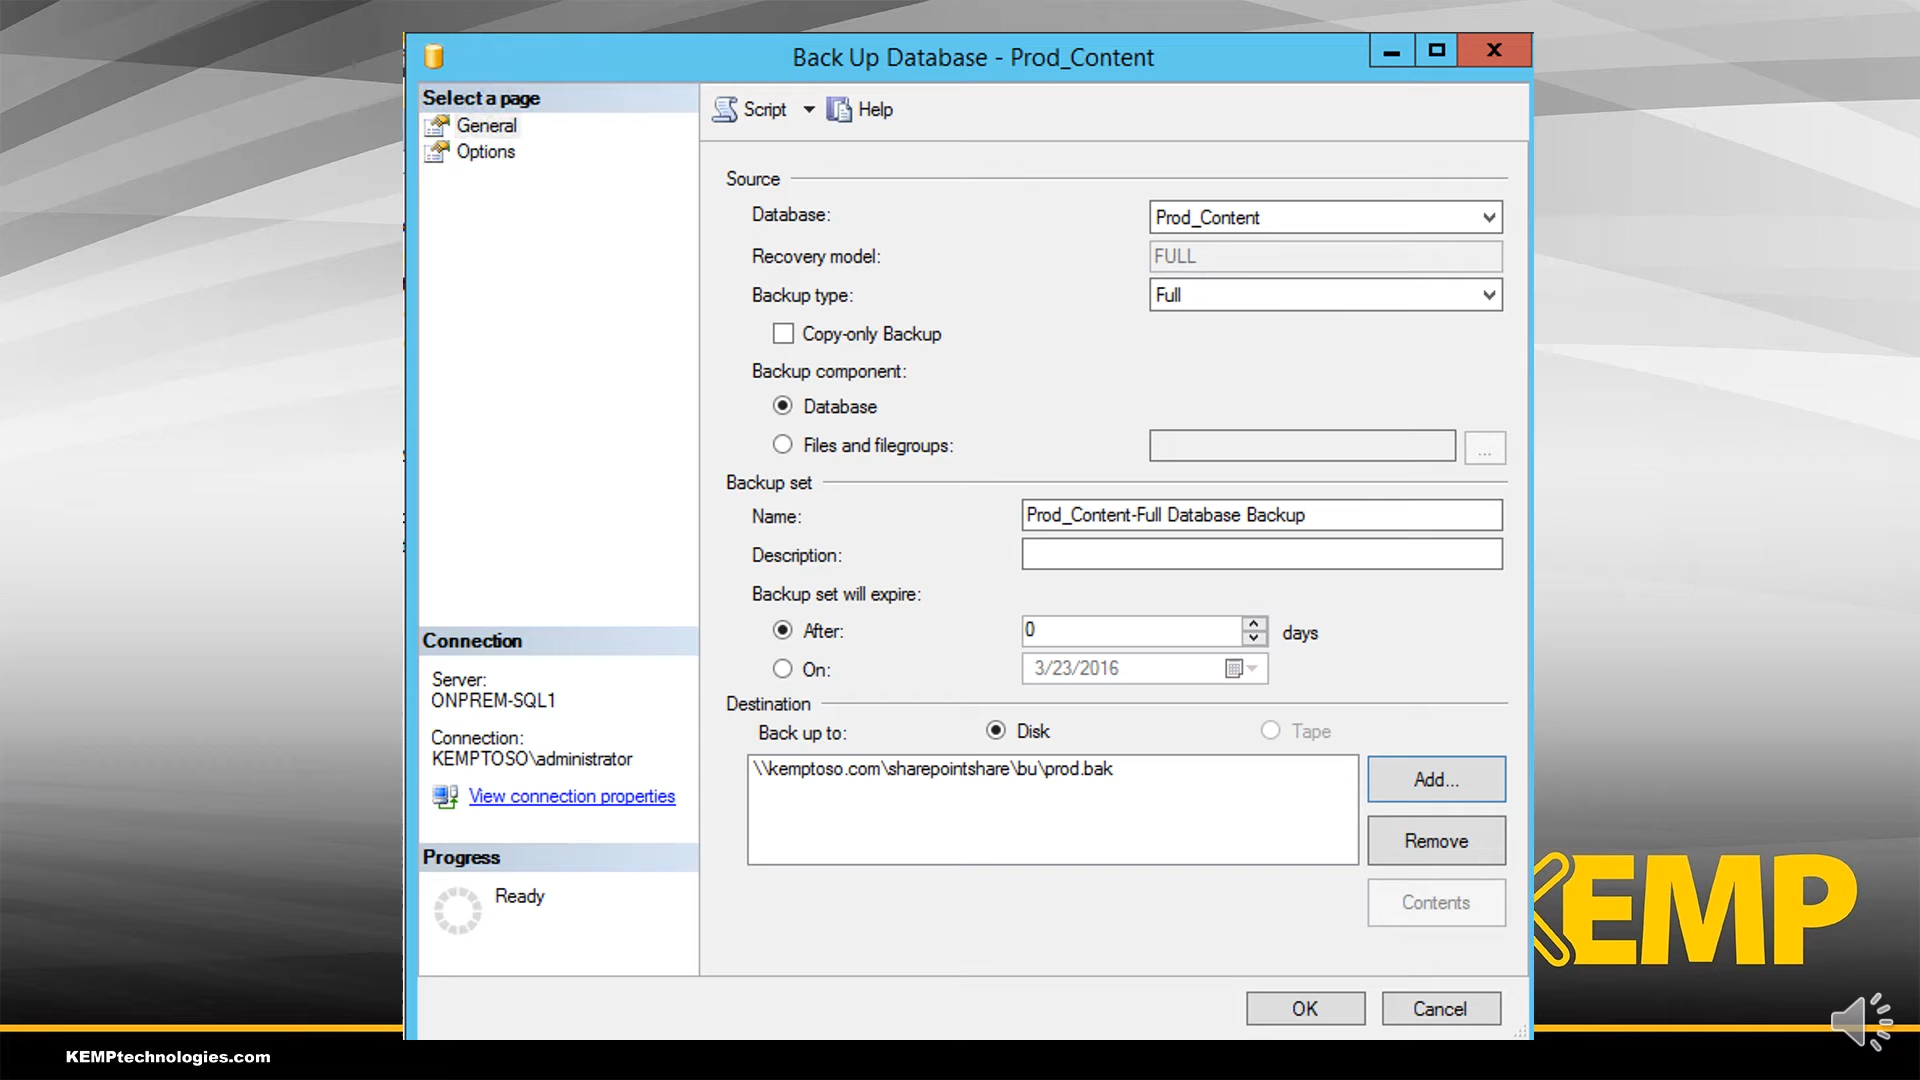 Back Up Database - Prod_Content
Select a page
General
Options
Script
Help
Source
Database:
Prod_Content
Recovery model:
FULL
Backup type:
Full
Copy-only Backup
Backup component:
Database
Files and filegroups:
...
Backup set
Name:
Prod_Content-Full Database Backup
Description:
Backup set will expire:
After:
0
days
On:
3/23/2016
Destination
Back up to:
Disk
Tape
\\kemptoso.com\sharepointshare\bu\prod.bak
Add...
Remove
Contents
Connection
Server:
ONPREM-SQL1
Connection:
KEMPTOSO\administrator
View connection properties
Progress
Ready
OK
Cancel
KEMP
KEMPtechnologies.com